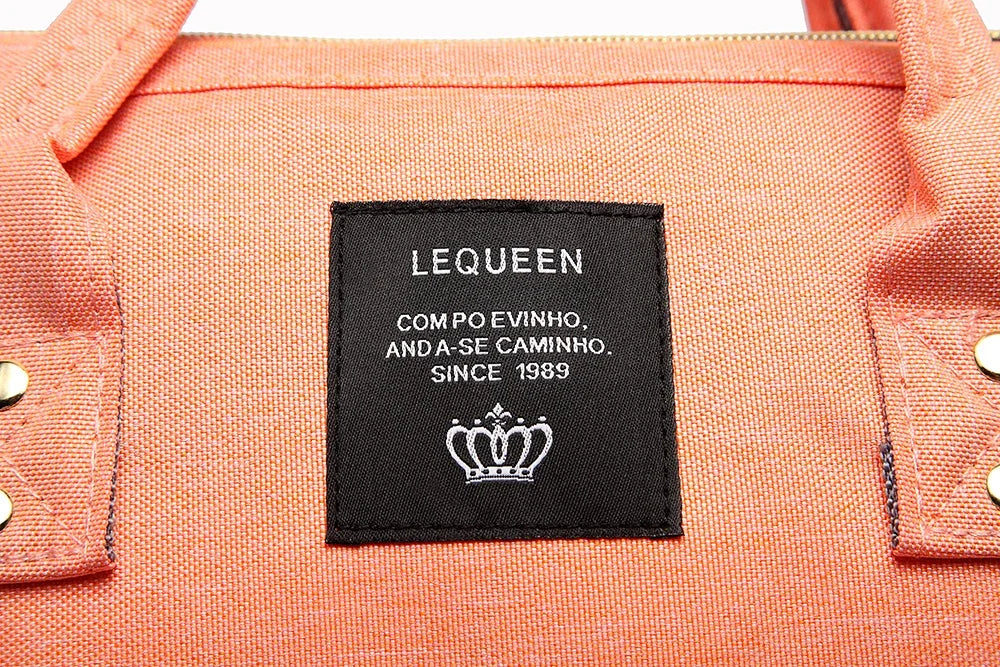 LEQUEEN
COM PO EVINHO,
AND A-SE CAMINHO.
SINCE 1989